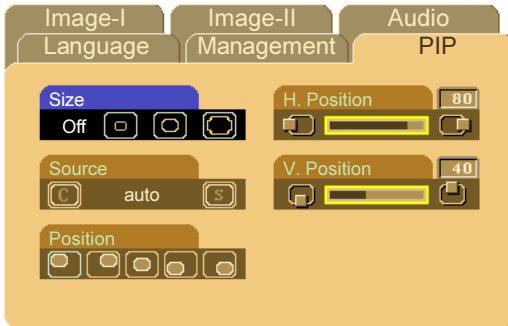 Image-I Image-II Audio
Language Management PIP
Size
Off
H. Position 80
Source
C auto S
V. Position 40
Position